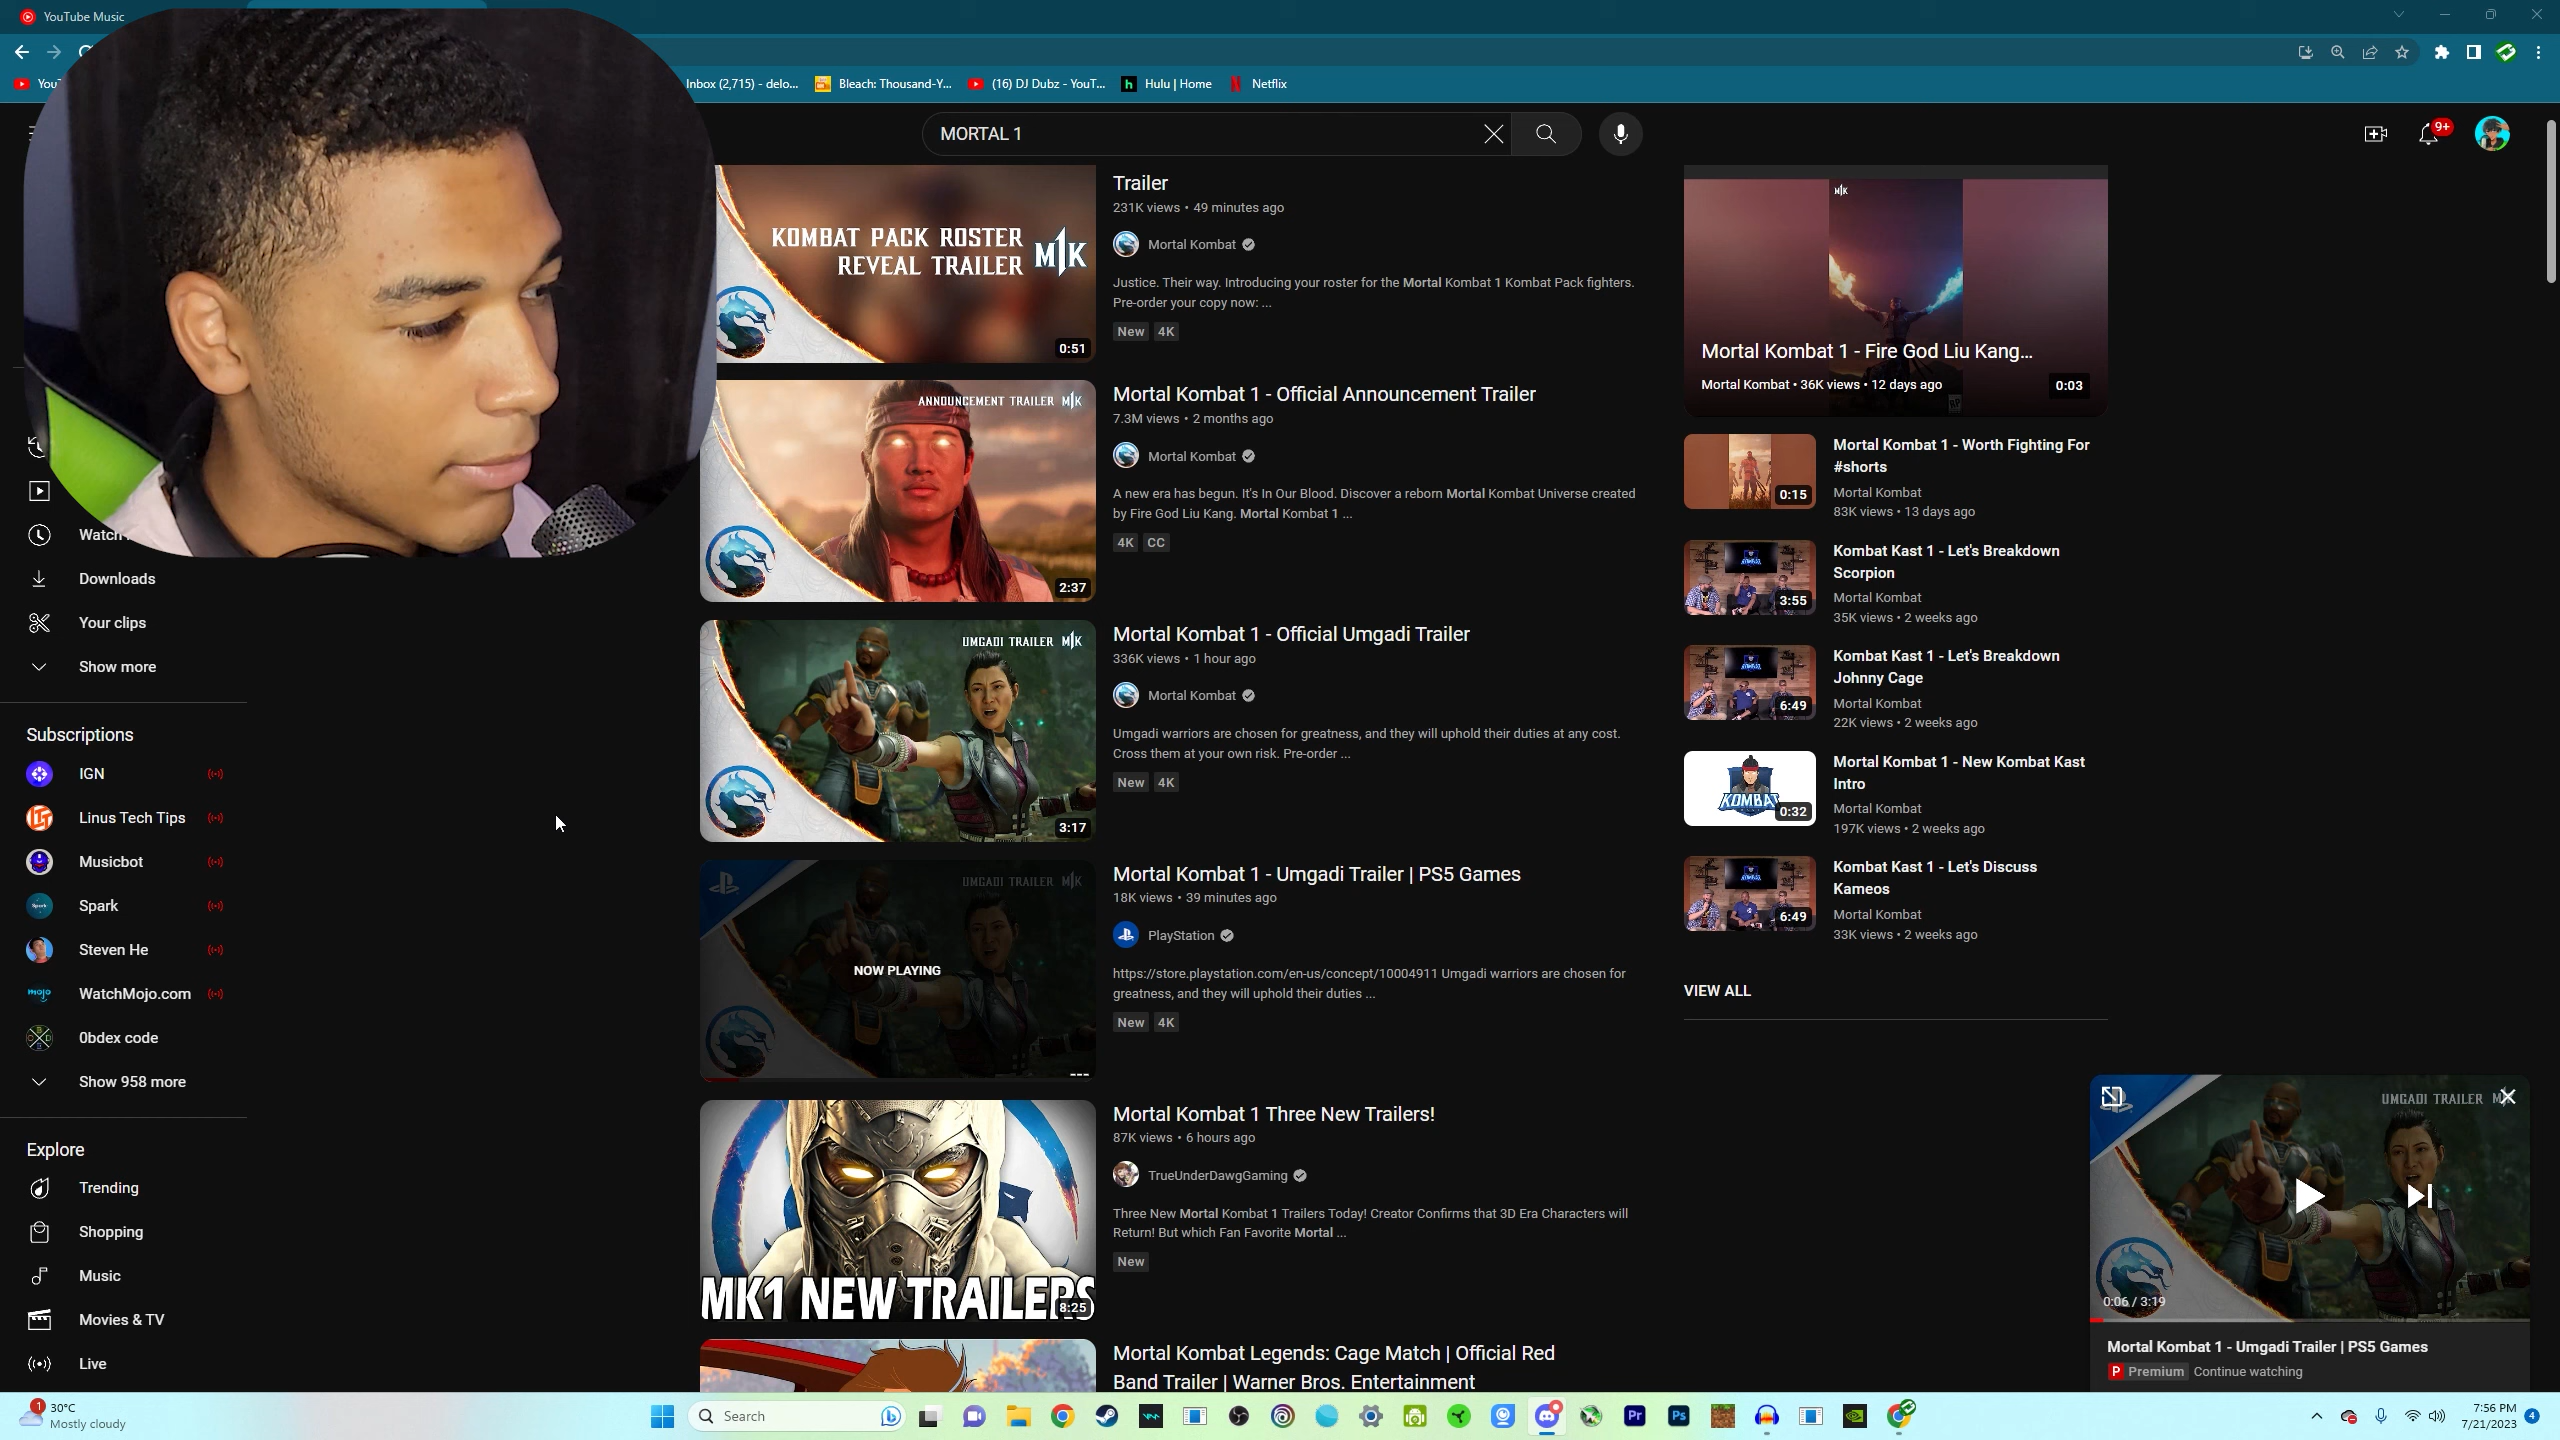 YouTube Music
Inbox (2,715) - delo...
Bleach: Thousand-Y...
(16) DJ Dubz - YouT...
Hulu | Home
Netflix
MORTAL 1
9+
KOMBAT PACK ROSTER
REVEAL TRAILER
0:51
Trailer
231K views • 49 minutes ago
Mortal Kombat
Justice. Their way. Introducing your roster for the Mortal Kombat 1 Kombat Pack fighters.
Pre-order your copy now: ...
New 4K
ANNOUNCEMENT TRAILER
2:37
Mortal Kombat 1 - Official Announcement Trailer
7.3M views • 2 months ago
Mortal Kombat
A new era has begun. It's In Our Blood. Discover a reborn Mortal Kombat Universe created
by Fire God Liu Kang. Mortal Kombat 1 ...
4K CC
UMGADI TRAILER
3:17
Mortal Kombat 1 - Official Umgadi Trailer
336K views • 1 hour ago
Mortal Kombat
Umgadi warriors are chosen for greatness, and they will uphold their duties at any cost.
Cross them at your own risk. Pre-order ...
New 4K
UMGADI TRAILER
NOW PLAYING
Mortal Kombat 1 - Umgadi Trailer | PS5 Games
18K views • 39 minutes ago
PlayStation
https://store.playstation.com/en-us/concept/10004911 Umgadi warriors are chosen for
greatness, and they will uphold their duties ...
New 4K
MK1 NEW TRAILERS
8:25
Mortal Kombat 1 Three New Trailers!
87K views • 6 hours ago
TrueUnderDawgGaming
Three New Mortal Kombat 1 Trailers Today! Creator Confirms that 3D Era Characters will
Return! But which Fan Favorite Mortal ...
New
Mortal Kombat Legends: Cage Match | Official Red
Band Trailer | Warner Bros. Entertainment
Mortal Kombat 1 - Fire God Liu Kang...
Mortal Kombat • 36K views • 12 days ago
0:03
0:15
Mortal Kombat 1 - Worth Fighting For
#shorts
Mortal Kombat
83K views • 13 days ago
3:55
Kombat Kast 1 - Let's Breakdown
Scorpion
Mortal Kombat
35K views • 2 weeks ago
6:49
Kombat Kast 1 - Let's Breakdown
Johnny Cage
Mortal Kombat
22K views • 2 weeks ago
KOMBAT
0:32
Mortal Kombat 1 - New Kombat Kast
Intro
Mortal Kombat
197K views • 2 weeks ago
6:49
Kombat Kast 1 - Let's Discuss
Kameos
Mortal Kombat
33K views • 2 weeks ago
VIEW ALL
UMGADI TRAILER
0:06 / 3:19
Mortal Kombat 1 - Umgadi Trailer | PS5 Games
Premium Continue watching
Watch
Downloads
Your clips
Show more
Subscriptions
IGN
Linus Tech Tips
Musicbot
Spark
Steven He
WatchMojo.com
0bdex code
Show 958 more
Explore
Trending
Shopping
Music
Movies & TV
Live
1
30°C
Mostly cloudy
Search
Pr
Ps
7:56 PM
7/21/2023
4